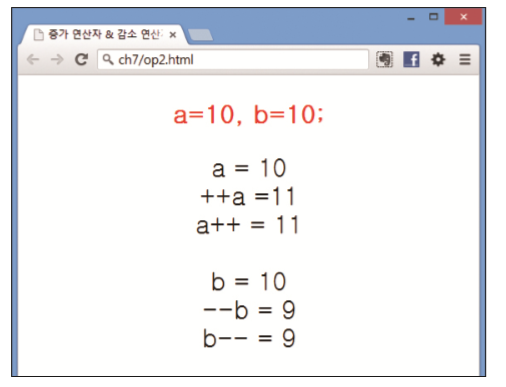 증가 연산자 & 감소 연산
ch7/op2.html
a=10, b=10;
a = 10
++a =11
a++ = 11
b = 10
--b = 9
b-- = 9